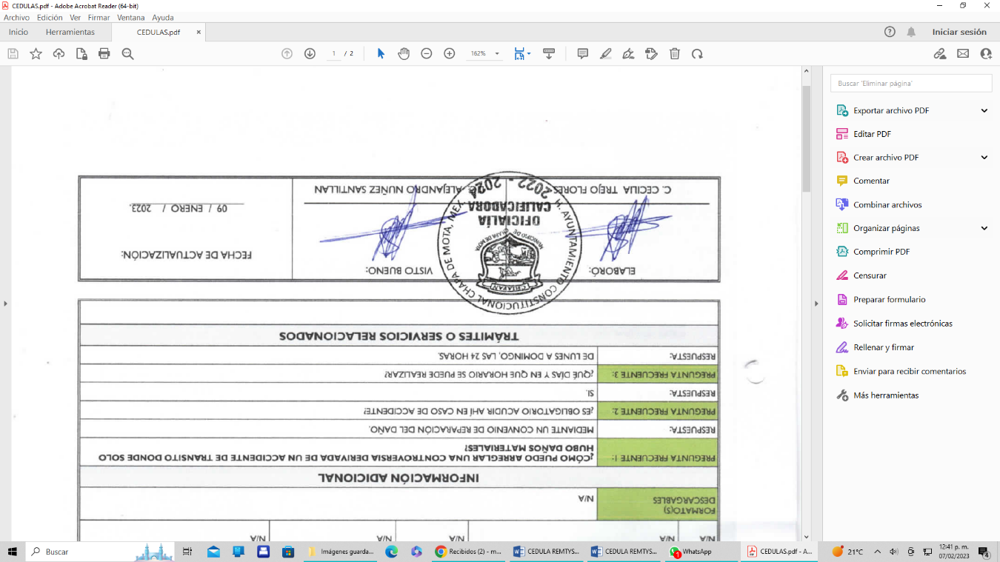 CEDULAS.pdf - Adobe Acrobat Reader (64-bit)
Archivo Edición Ver Firmar Ventana Ayuda
Inicio Herramientas CEDULAS.pdf × Iniciar sesión
1 / 2 162%
Buscar 'Eliminar página'
Exportar archivo PDF
Editar PDF
Crear archivo PDF
Comentar
Combinar archivos
Organizar páginas
Comprimir PDF
Censurar
Preparar formulario
Solicitar firmas electrónicas
Rellenar y firmar
Enviar para recibir comentarios
Más herramientas
N/A N/A N/A N/A N/A
FORMATO(S)
DESCARGABLES
N/A
INFORMACIÓN ADICIONAL
PREGUNTA FRECUENTE 1:
¿CÓMO PUEDO ARREGLAR UNA CONTROVERSIA DERIVADA DE UN ACCIDENTE DE TRANSITO DONDE SOLO
HUBO DAÑOS MATERIALES?
RESPUESTA: MEDIANTE UN CONVENIO DE REPARACIÓN DEL DAÑO.
PREGUNTA FRECUENTE 2: ¿ES OBLIGATORIO ACUDIR AHÍ EN CASO DE ACCIDENTE?
RESPUESTA: SI.
PREGUNTA FRECUENTE 3: ¿QUÉ DÍAS Y EN QUE HORARIO SE PUEDE REALIZAR?
RESPUESTA: DE LUNES A DOMINGO, LAS 24 HORAS.
TRÁMITES O SERVICIOS RELACIONADOS
ELABORÓ: VISTO BUENO: FECHA DE ACTUALIZACIÓN:
C. CECILIA TREJO FLORES C. ALEJANDRO NUÑEZ SANTILLAN 09 / ENERO / 2023.
H. AYUNTAMIENTO CONSTITUCIONAL CHAPA DE MOTA, MEX.
MUNICIPIO DE CHAPA DE MOTA
OFICIALÍA
CALIFICADORA
2022 - 2024
Buscar
Imágenes guarda...
Recibidos (2) - m...
CEDULA REMTYS...
CEDULA REMTYS...
1 WhatsApp
CEDULAS.pdf - A...
21°C
12:41 p. m.
07/02/2023
4